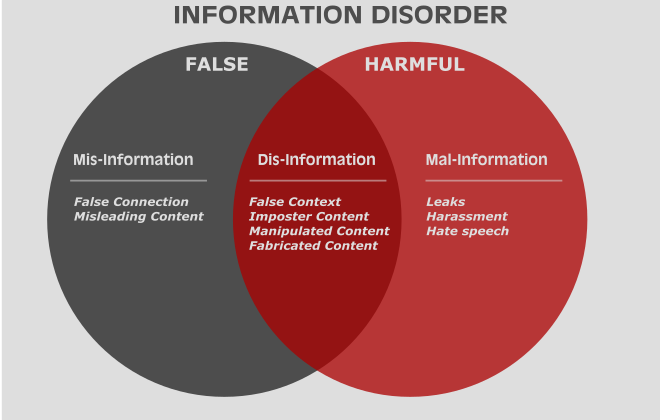 INFORMATION DISORDER
FALSE
HARMFUL
Mis-Information
False Connection
Misleading Content
Dis-Information
False Context
Imposter Content
Manipulated Content
Fabricated Content
Mal-Information
Leaks
Harassment
Hate speech